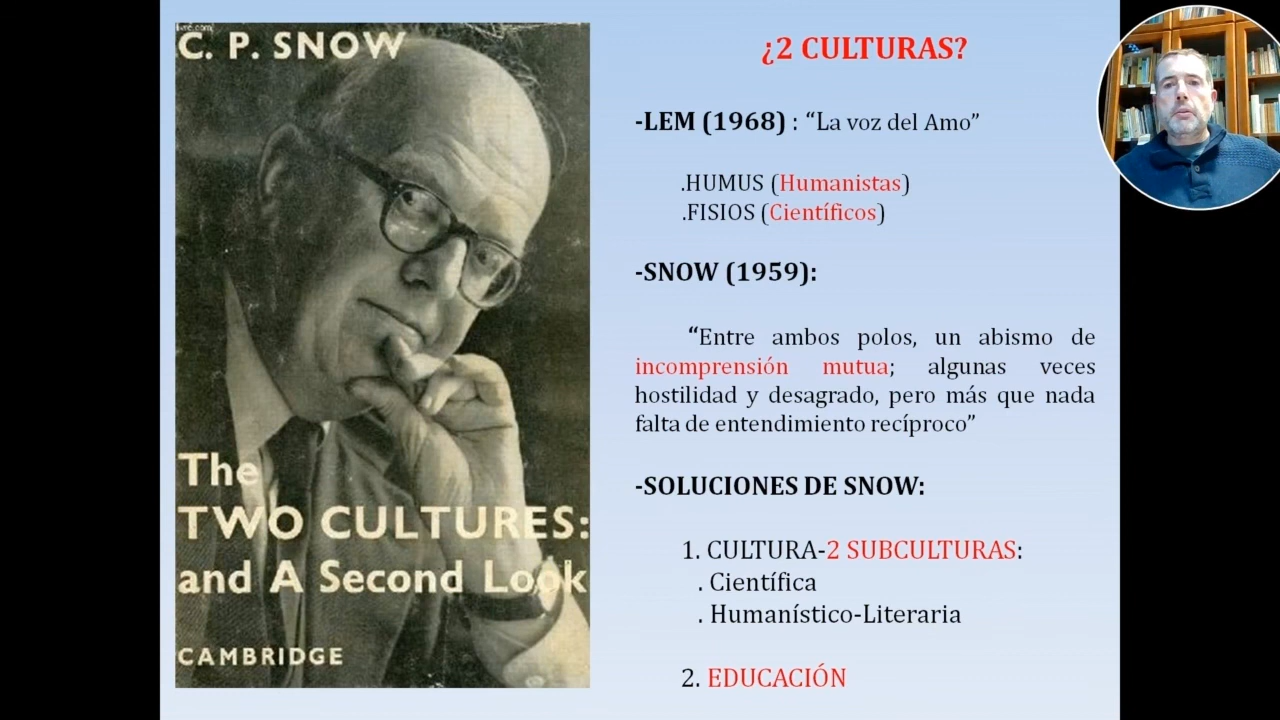 C. P. SNOW
The
TWO CULTURES:
and A Second Look
CAMBRIDGE
¿2 CULTURAS?
-LEM (1968) : “La voz del Amo”
.HUMUS (Humanistas)
.FISIOS (Científicos)
-SNOW (1959):
“Entre ambos polos, un abismo de
incomprensión mutua; algunas veces
hostilidad y desagrado, pero más que nada
falta de entendimiento recíproco”
-SOLUCIONES DE SNOW:
1. CULTURA-2 SUBCULTURAS:
. Científica
. Humanístico-Literaria
2. EDUCACIÓN